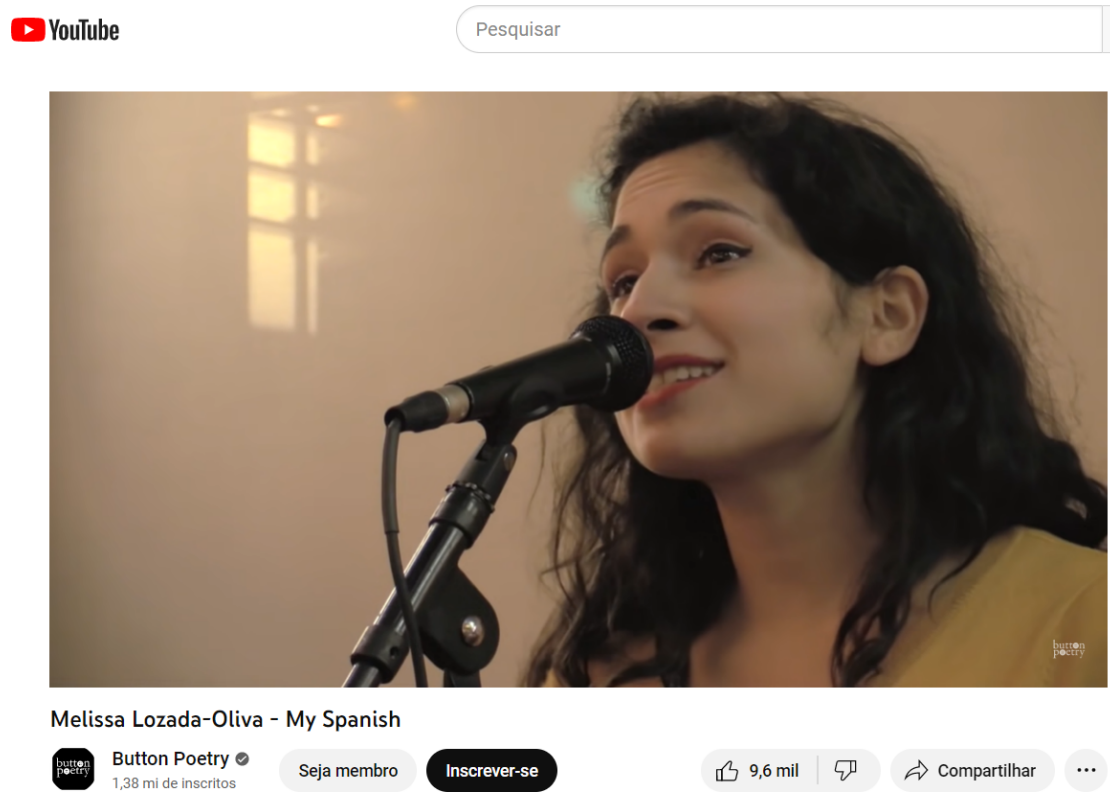 YouTube
Pesquisar
button
poetry
Melissa Lozada-Oliva - My Spanish
button
poetry
Button Poetry
1,38 mi de inscritos
Seja membro
Inscrever-se
9,6 mil
Compartilhar